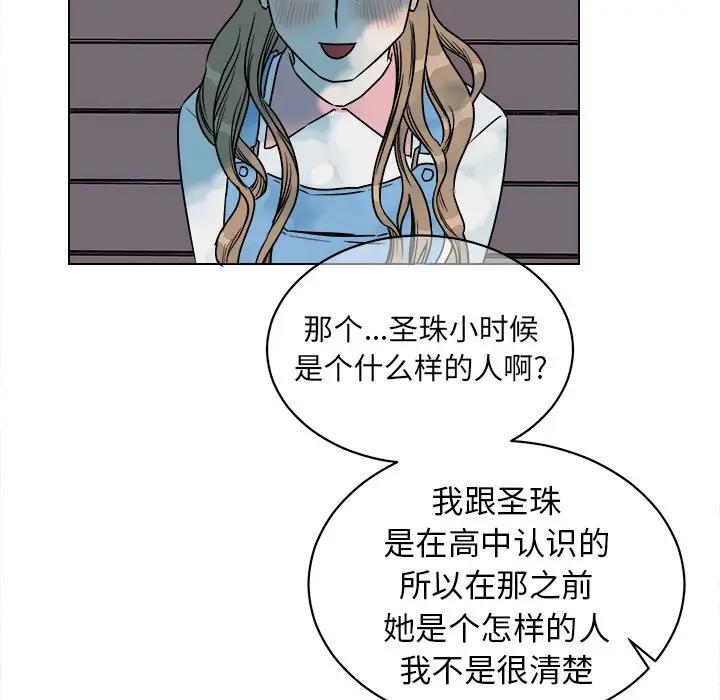 那个...圣珠小时候
是个什么样的人啊?
我跟圣珠
是在高中认识的
所以在那之前
她是个怎样的人
我不是很清楚